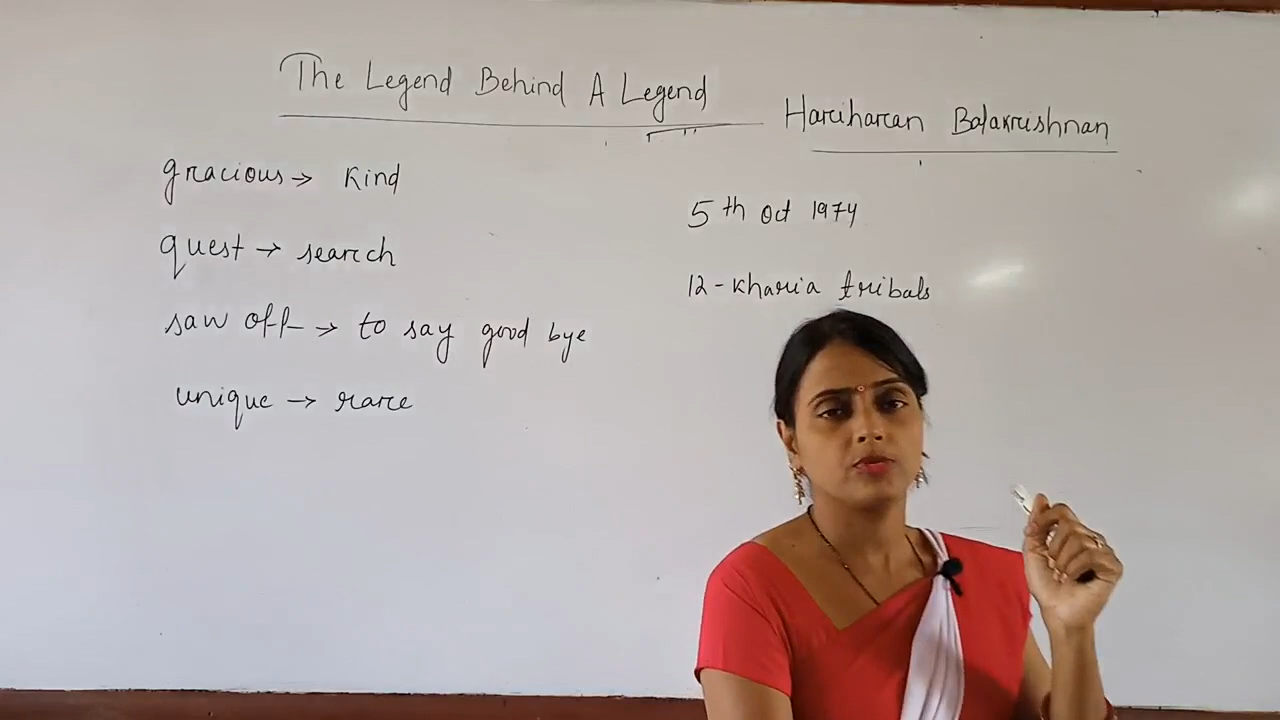 The Legend Behind A Legend
Hariharan Balakrishnan
gracious → kind
quest → search
saw off → to say good bye
unique → rare
5th Oct 1974
12 - Kharia tribals